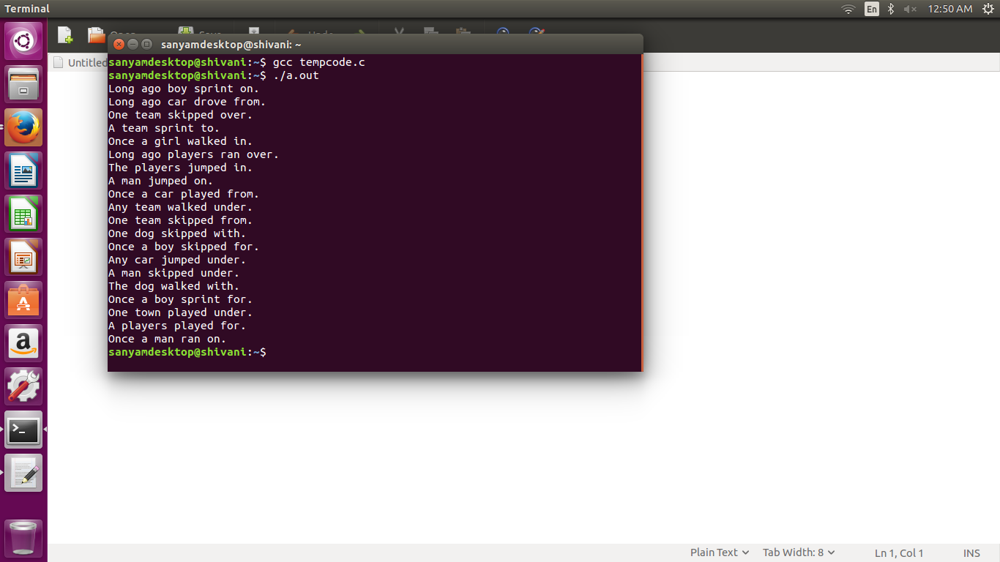 Terminal
En
12:50 AM
Open
Save
Undo
sanyamdesktop@shivani: ~
Untitled
sanyamdesktop@shivani:~$ gcc tempcode.c
sanyamdesktop@shivani:~$ ./a.out
Long ago boy sprint on.
Long ago car drove from.
One team skipped over.
A team sprint to.
Once a girl walked in.
Long ago players ran over.
The players jumped in.
A man jumped on.
Once a car played from.
Any team walked under.
One team skipped from.
One dog skipped with.
Once a boy skipped for.
Any car jumped under.
A man skipped under.
The dog walked with.
Once a boy sprint for.
One town played under.
A players played for.
Once a man ran on.
sanyamdesktop@shivani:~$
Plain Text
Tab Width: 8
Ln 1, Col 1
INS